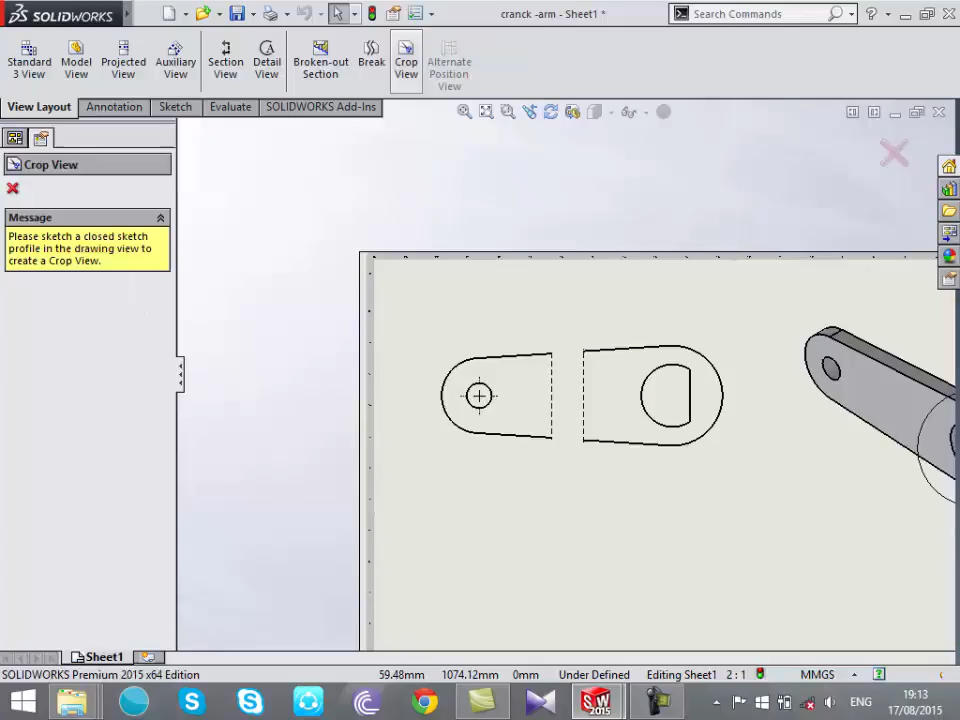 SOLIDWORKS
cranck -arm - Sheet1 *
Search Commands
Standard 3 View
Model View
Projected View
Auxiliary View
Section View
Detail View
Broken-out Section
Break
Crop View
Alternate Position View
View Layout
Annotation
Sketch
Evaluate
SOLIDWORKS Add-Ins
Crop View
Message
Please sketch a closed sketch
profile in the drawing view to
create a Crop View.
Sheet1
SOLIDWORKS Premium 2015 x64 Edition
59.48mm
1074.12mm
0mm
Under Defined
Editing Sheet1
2 : 1
MMGS
ENG
19:13
17/08/2015